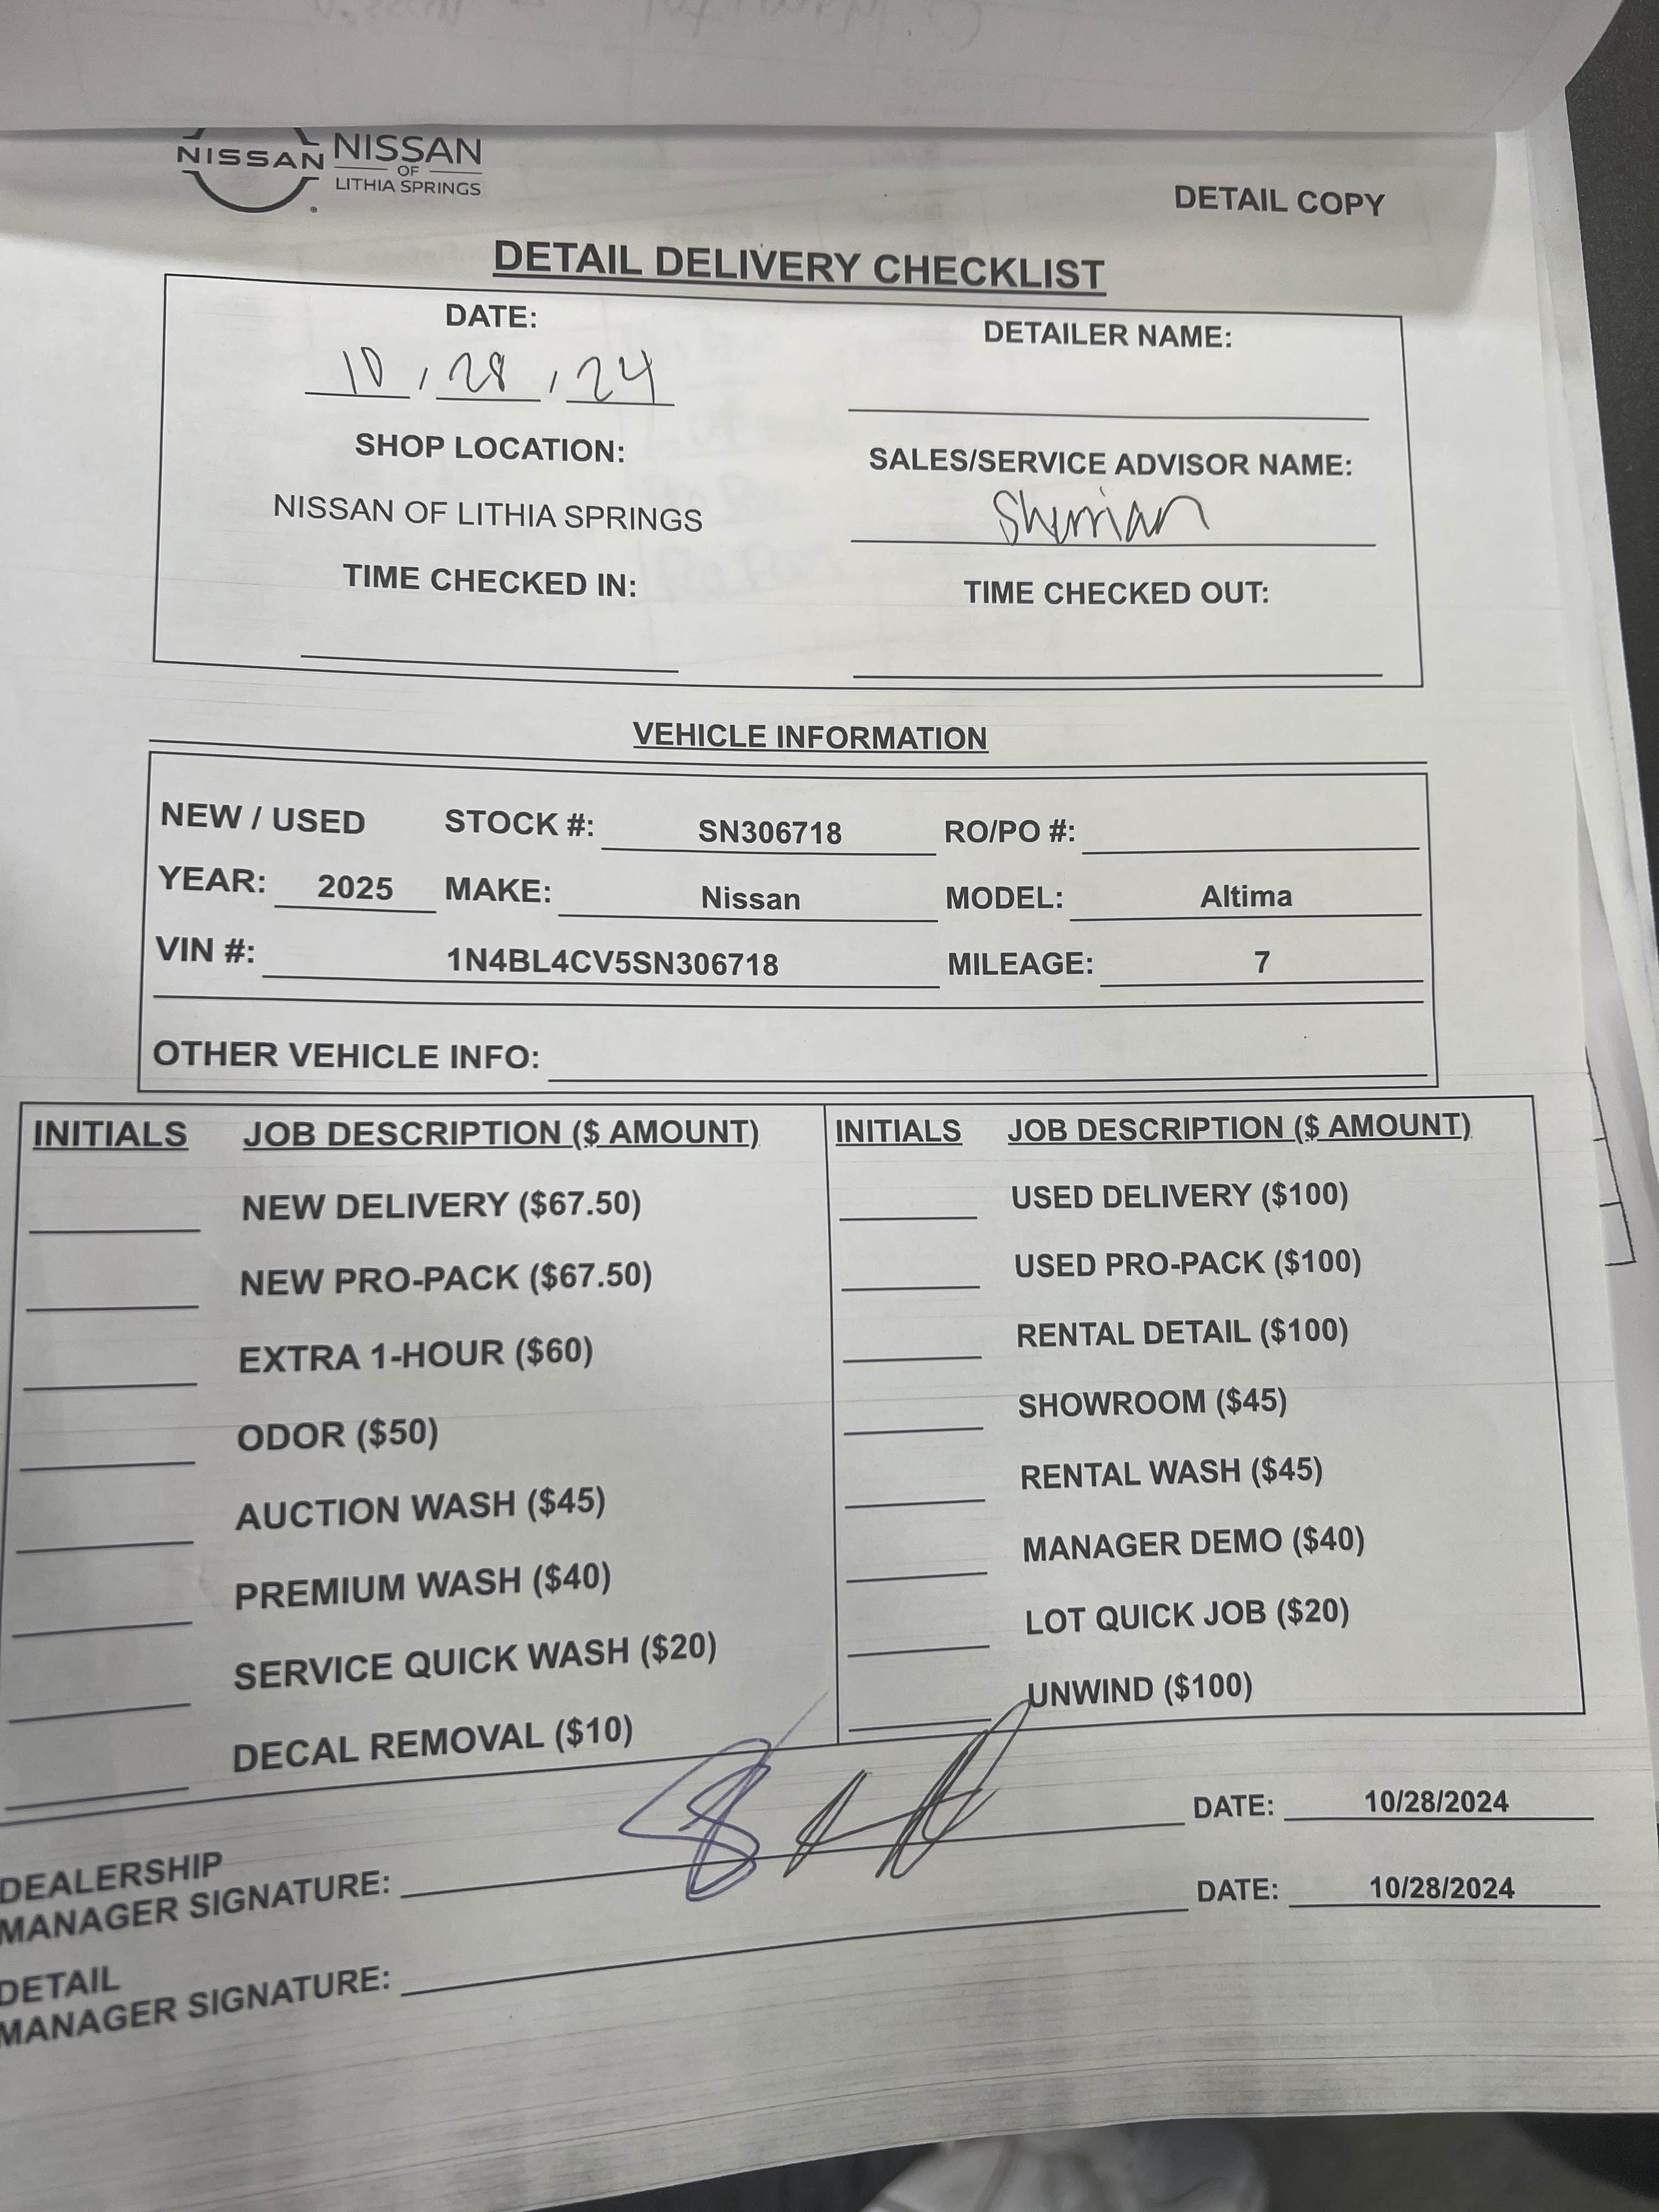 NISSAN
NISSAN
OF
LITHIA SPRINGS
DETAIL COPY
DETAIL DELIVERY CHECKLIST
DATE:
10 / 28 / 24
DETAILER NAME:
SHOP LOCATION:
NISSAN OF LITHIA SPRINGS
SALES/SERVICE ADVISOR NAME:
TIME CHECKED IN:
TIME CHECKED OUT:
VEHICLE INFORMATION
NEW / USED STOCK #: SN306718 RO/PO #:
YEAR: 2025 MAKE: Nissan MODEL: Altima
VIN #: 1N4BL4CV5SN306718 MILEAGE: 7
OTHER VEHICLE INFO:
INITIALS JOB DESCRIPTION ($ AMOUNT)
NEW DELIVERY ($67.50)
NEW PRO-PACK ($67.50)
EXTRA 1-HOUR ($60)
ODOR ($50)
AUCTION WASH ($45)
PREMIUM WASH ($40)
SERVICE QUICK WASH ($20)
DECAL REMOVAL ($10)
INITIALS JOB DESCRIPTION ($ AMOUNT)
USED DELIVERY ($100)
USED PRO-PACK ($100)
RENTAL DETAIL ($100)
SHOWROOM ($45)
RENTAL WASH ($45)
MANAGER DEMO ($40)
LOT QUICK JOB ($20)
UNWIND ($100)
DEALERSHIP
MANAGER SIGNATURE: DATE: 10/28/2024
DETAIL
MANAGER SIGNATURE: DATE: 10/28/2024